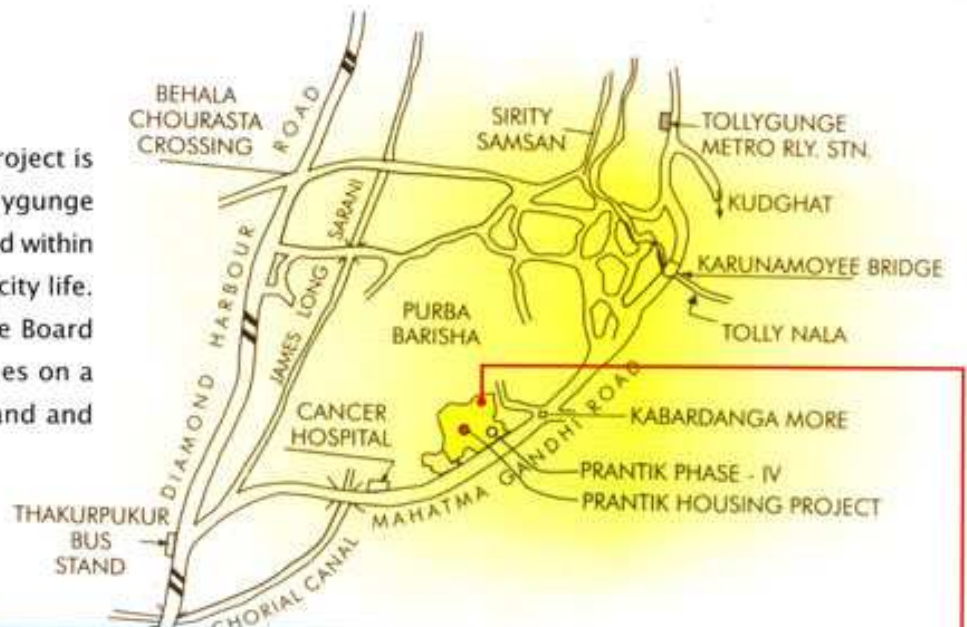 roject is
ygunge
d within
city life.
e Board
es on a
and and
BEHALA
CHOURASTA
CROSSING
ROAD
SIRITY
SAMSAN
TOLLYGUNGE
METRO RLY. STN.
KUDGHAT
SARANI
KARUNAMOYEE BRIDGE
DIAMOND HARBOUR
JAMES LONG
PURBA
BARISHA
TOLLY NALA
CANCER
HOSPITAL
KABARDANGA MORE
MAHATMA GANDHI ROAD
PRANTIK PHASE - IV
PRANTIK HOUSING PROJECT
THAKURPUKUR
BUS
STAND
CHORIAL CANAL